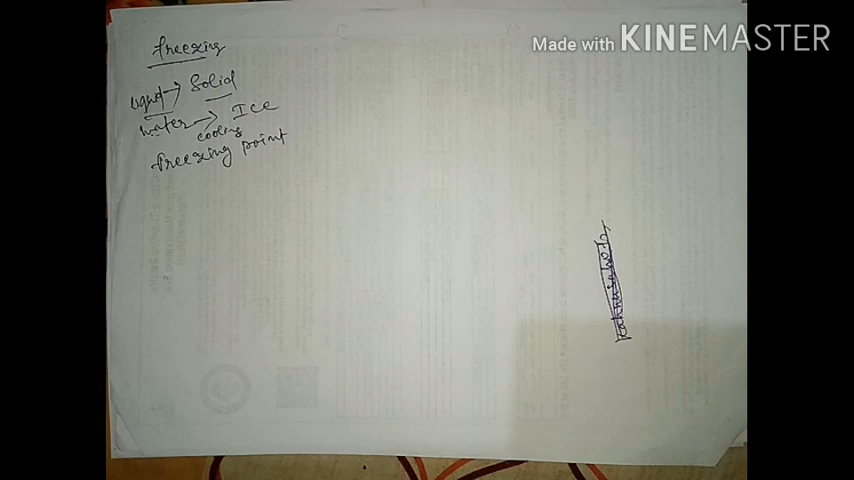 Made with KINEMASTER
freezing
liquid → Solid
water → Ice
cooling
freezing point